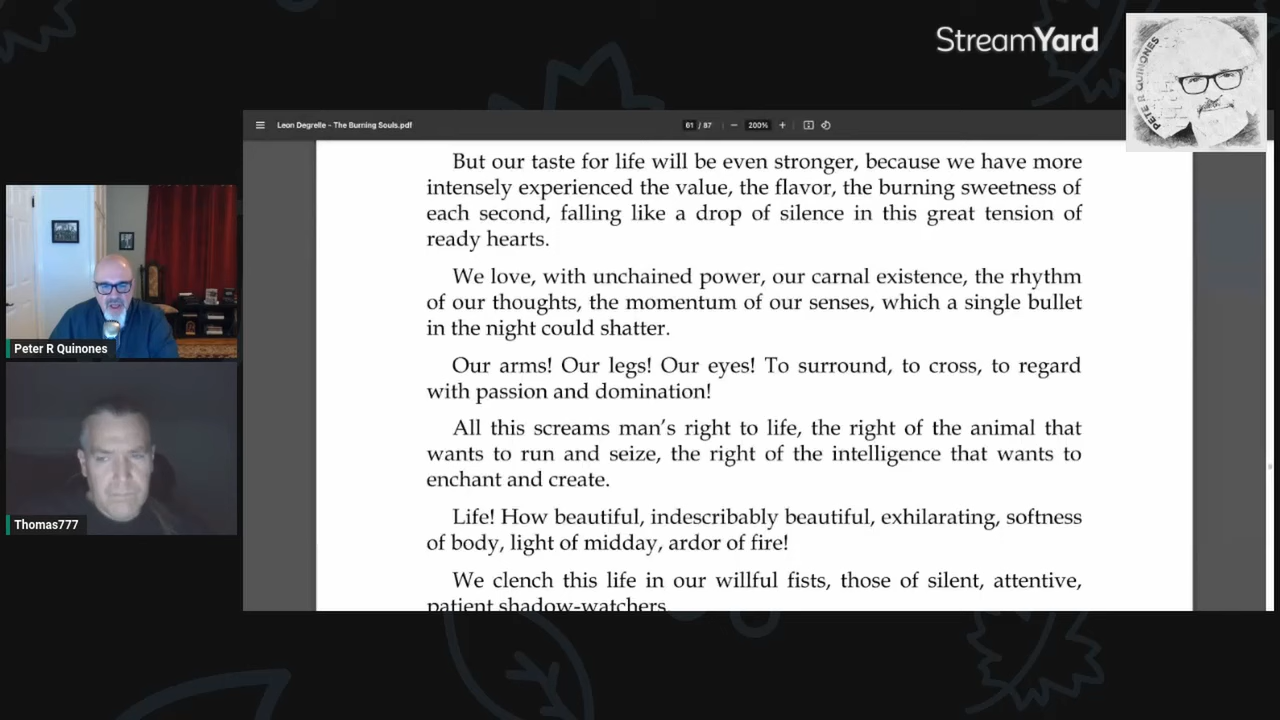 StreamYard
PETE R QUINONES
Leon Degrelle - The Burning Souls.pdf
61 / 87
200%
But our taste for life will be even stronger, because we have more
intensely experienced the value, the flavor, the burning sweetness of
each second, falling like a drop of silence in this great tension of
ready hearts.
We love, with unchained power, our carnal existence, the rhythm
of our thoughts, the momentum of our senses, which a single bullet
in the night could shatter.
Our arms! Our legs! Our eyes! To surround, to cross, to regard
with passion and domination!
All this screams man's right to life, the right of the animal that
wants to run and seize, the right of the intelligence that wants to
enchant and create.
Life! How beautiful, indescribably beautiful, exhilarating, softness
of body, light of midday, ardor of fire!
We clench this life in our willful fists, those of silent, attentive,
patient shadow-watchers.
Peter R Quinones
Thomas777